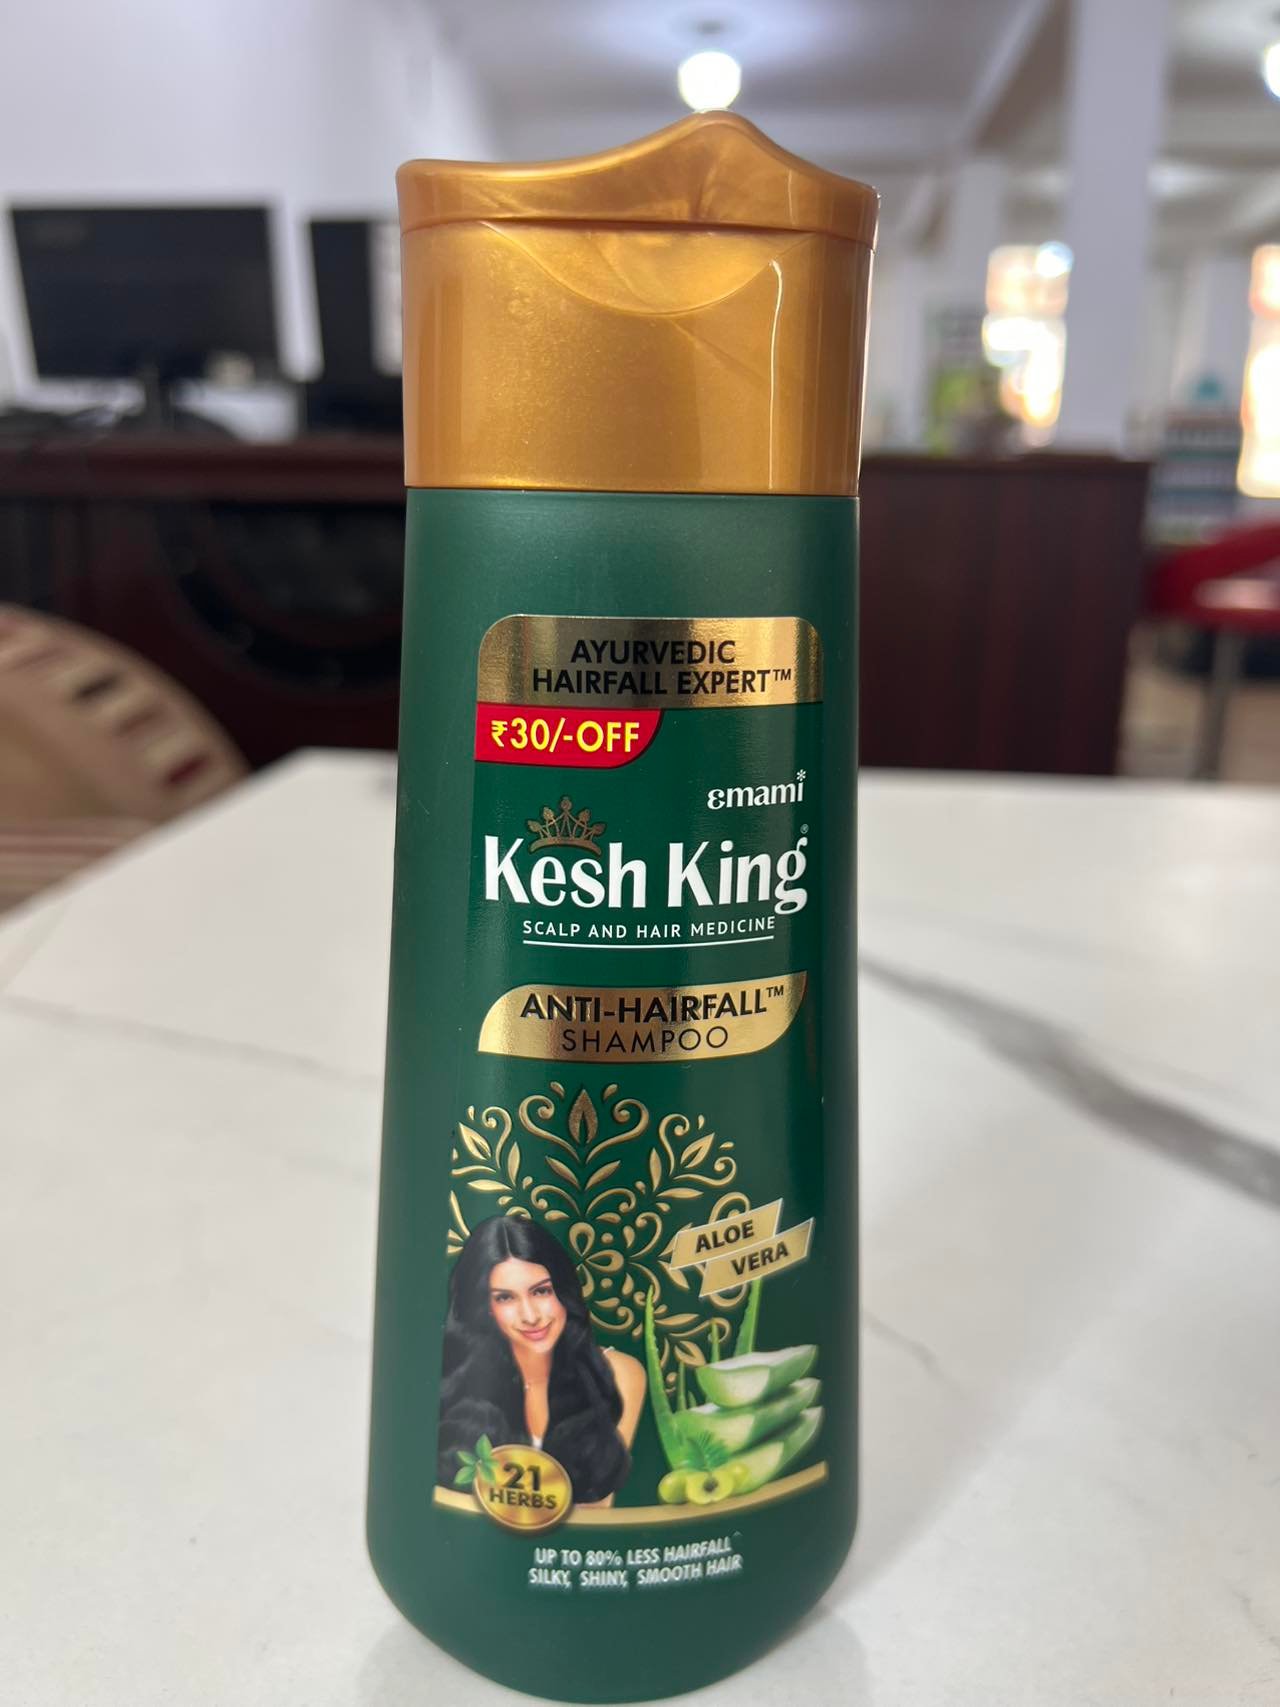 AYURVEDIC
HAIRFALL EXPERT™
₹30/-OFF
emami*
Kesh King®
SCALP AND HAIR MEDICINE
ANTI-HAIRFALL™
SHAMPOO
ALOE
VERA
21
HERBS
UP TO 80% LESS HAIRFALL^
SILKY, SHINY, SMOOTH HAIR